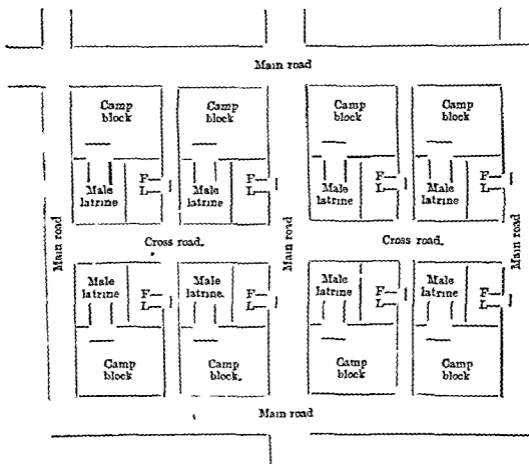 Main road
Camp
block
Camp
block
Camp
block
Camp
block
Male
latrine
F
L
Male
latrine
F
L
Male
latrine
F
L
Male
latrine
F
L
Main road
Cross road.
Main road
Cross road.
Main road
Male
latrine
F
L
Male
latrine.
F
L
Male
latrine
F
L
Male
latrine
F
L
Camp
block
Camp
block.
Camp
block
Camp
block
Main road